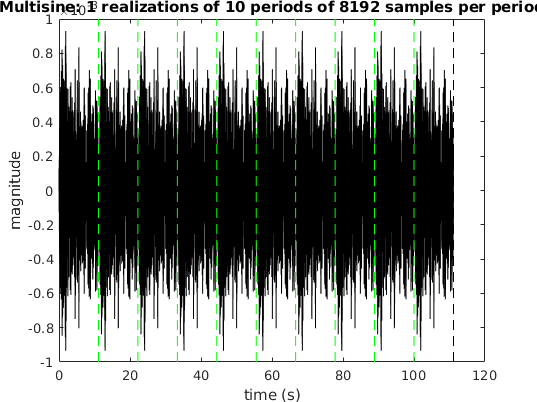 Multisine: 1 realizations of 10 periods of 8192 samples per period
1
0.8
0.6
0.4
0.2
0
-0.2
-0.4
-0.6
-0.8
-1
magnitude
0 20 40 60 80 100 120
time (s)